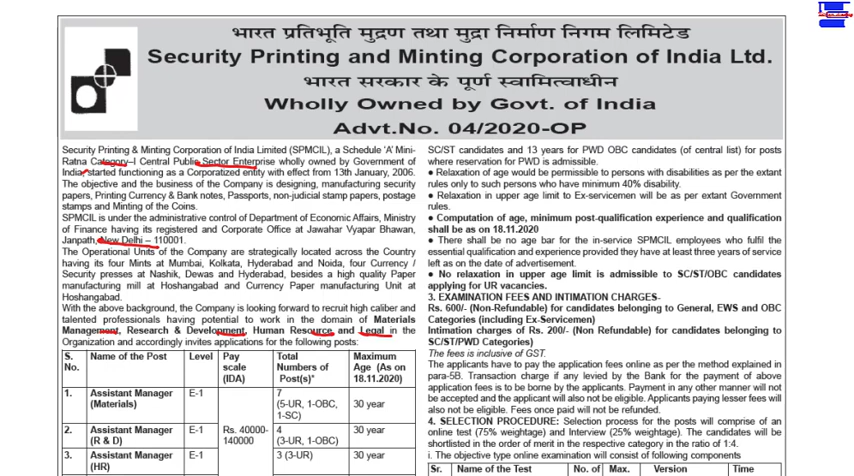 भारत प्रतिभूति मुद्रण तथा मुद्रा निर्माण निगम लिमिटेड
Security Printing and Minting Corporation of India Ltd.
भारत सरकार के पूर्ण स्वामित्वाधीन
Wholly Owned by Govt. of India
Advt.No. 04/2020-OP
Security Printing & Minting Corporation of India Limited (SPMCIL), a Schedule 'A' Mini-
Ratna Category–I Central Public Sector Enterprise wholly owned by Government of
India, started functioning as a Corporatized entity with effect from 13th January, 2006.
The objective and the business of the Company is designing, manufacturing security
papers, Printing Currency & Bank notes, Passports, non-judicial stamp papers, postage
stamps and Minting of the Coins.
SPMCIL is under the administrative control of Department of Economic Affairs, Ministry
of Finance having its registered and Corporate Office at Jawahar Vyapar Bhawan,
Janpath, New Delhi – 110001.
The Operational Units of the Company are strategically located across the Country
having its four Mints at Mumbai, Kolkata, Hyderabad and Noida, four Currency /
Security presses at Nashik, Dewas and Hyderabad, besides a high quality Paper
manufacturing mill at Hoshangabad and Currency Paper manufacturing Unit at
Hoshangabad.
With the above background, the Company is looking forward to recruit high caliber and
talented professionals having potential to work in the domain of Materials
Management, Research & Development, Human Resource and Legal in the
Organization and accordingly invites applications for the following posts:
S. No. Name of the Post Level Pay scale (IDA) Total Numbers of Post(s)* Maximum Age (As on 18.11.2020)
1. Assistant Manager (Materials) E-1 Rs. 40000-140000 7 (5-UR, 1-OBC, 1-SC) 30 year
2. Assistant Manager (R & D) E-1 4 (3-UR, 1-OBC) 30 year
3. Assistant Manager (HR) E-1 3 (3-UR) 30 year
SC/ST candidates and 13 years for PWD OBC candidates (of central list) for posts
where reservation for PWD is admissible.
● Relaxation of age would be permissible to persons with disabilities as per the extant
rules only to such persons who have minimum 40% disability.
● Relaxation in upper age limit to Ex-servicemen will be as per extant Government
rules.
● Computation of age, minimum post-qualification experience and qualification
shall be as on 18.11.2020
● There shall be no age bar for the in-service SPMCIL employees who fulfil the
essential qualification and experience provided they have at least three years of service
left as on the date of advertisement.
● No relaxation in upper age limit is admissible to SC/ST/OBC candidates
applying for UR vacancies.
3. EXAMINATION FEES AND INTIMATION CHARGES-
Rs. 600/- (Non-Refundable) for candidates belonging to General, EWS and OBC
Categories (including Ex-Servicemen)
Intimation charges of Rs. 200/- (Non Refundable) for candidates belonging to
SC/ST/PWD Categories)
The fees is inclusive of GST.
The applicants have to pay the application fees online as per the method explained in
para-5B. Transaction charge if any levied by the Bank for the payment of above
application fees is to be borne by the applicants. Payment in any other manner will not
be accepted and the applicant will also not be eligible. Applicants paying lesser fees will
also not be eligible. Fees once paid will not be refunded.
4. SELECTION PROCEDURE: Selection process for the posts will comprise of an
online test (75% weightage) and Interview (25% weightage). The candidates will be
shortlisted in the order of merit in the respective category in the ratio of 1:4.
i. The objective type online examination will consist of following components
Sr. Name of the Test No. of Max. Version Time